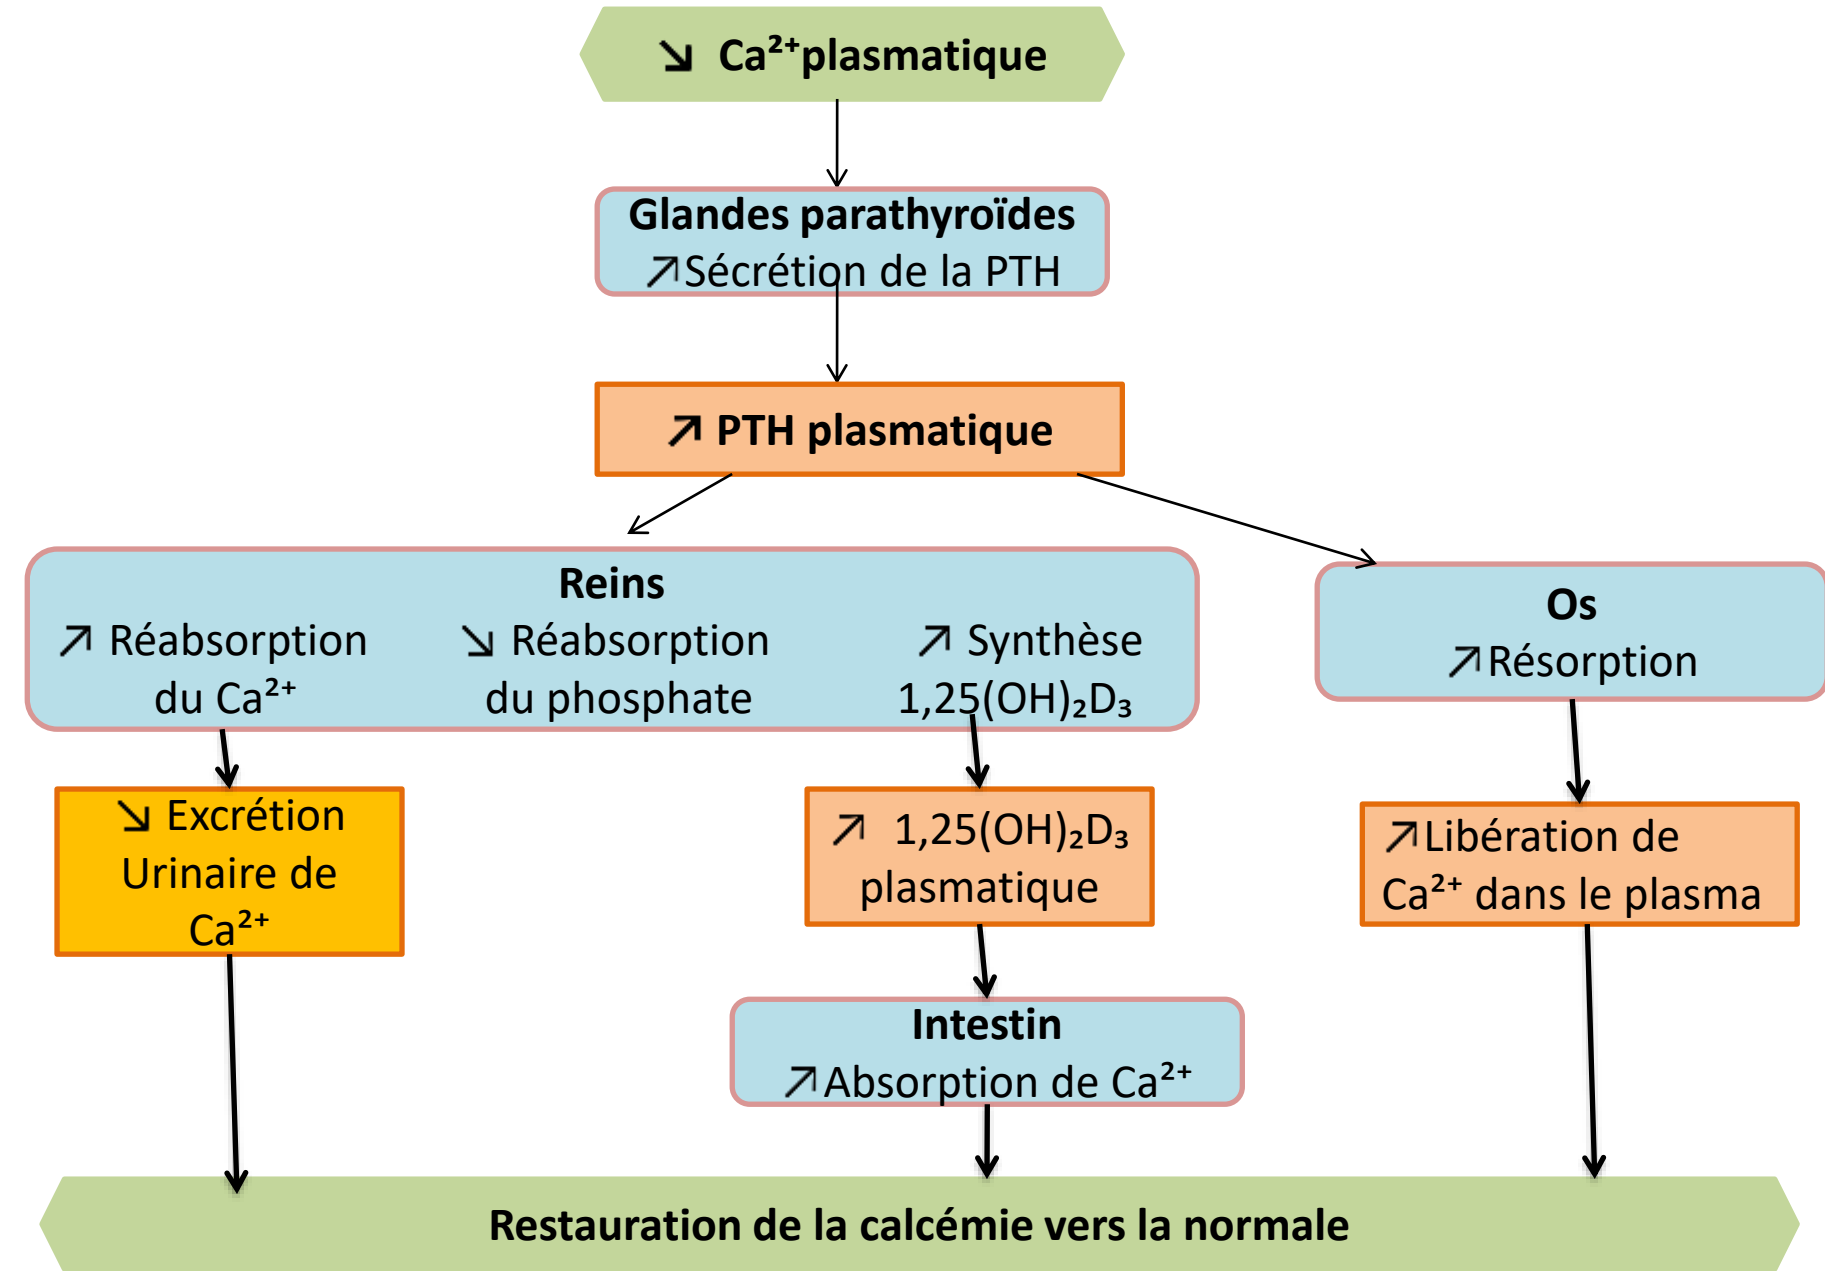 ↘ Ca²⁺plasmatique
Glandes parathyroïdes
↗Sécrétion de la PTH
↗ PTH plasmatique
Reins
↗ Réabsorption
du Ca²⁺
↘ Réabsorption
du phosphate
↗ Synthèse
1,25(OH)₂D₃
Os
↗Résorption
↘ Excrétion
Urinaire de
Ca²⁺
↗ 1,25(OH)₂D₃
plasmatique
↗Libération de
Ca²⁺ dans le plasma
Intestin
↗Absorption de Ca²⁺
Restauration de la calcémie vers la normale